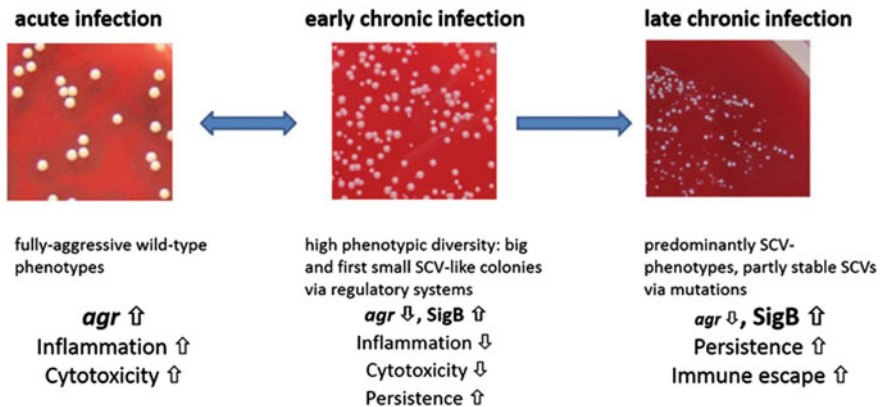 acute infection
early chronic infection
late chronic infection
fully-aggressive wild-type
phenotypes
high phenotypic diversity: big
and first small SCV-like colonies
via regulatory systems
predominantly SCV-
phenotypes, partly stable SCVs
via mutations
agr ⇧
Inflammation ⇧
Cytotoxicity ⇧
agr ⇩, SigB ⇧
Inflammation ⇩
Cytotoxicity ⇩
Persistence ⇧
agr ⇩, SigB ⇧
Persistence ⇧
Immune escape ⇧